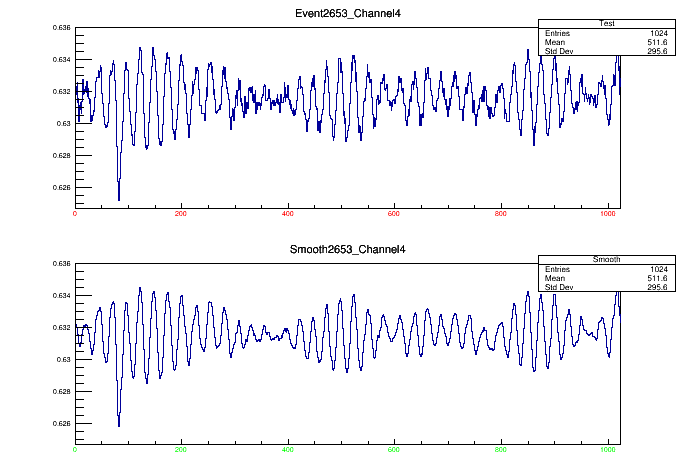 Event2653_Channel4
Test
Entries 1024
Mean 511.6
Std Dev 295.6
0.636
0.634
0.632
0.63
0.628
0.626
0 200 400 600 800 1000
Smooth2653_Channel4
Smooth
Entries 1024
Mean 511.6
Std Dev 295.6
0.636
0.634
0.632
0.63
0.628
0.626
0 200 400 600 800 1000